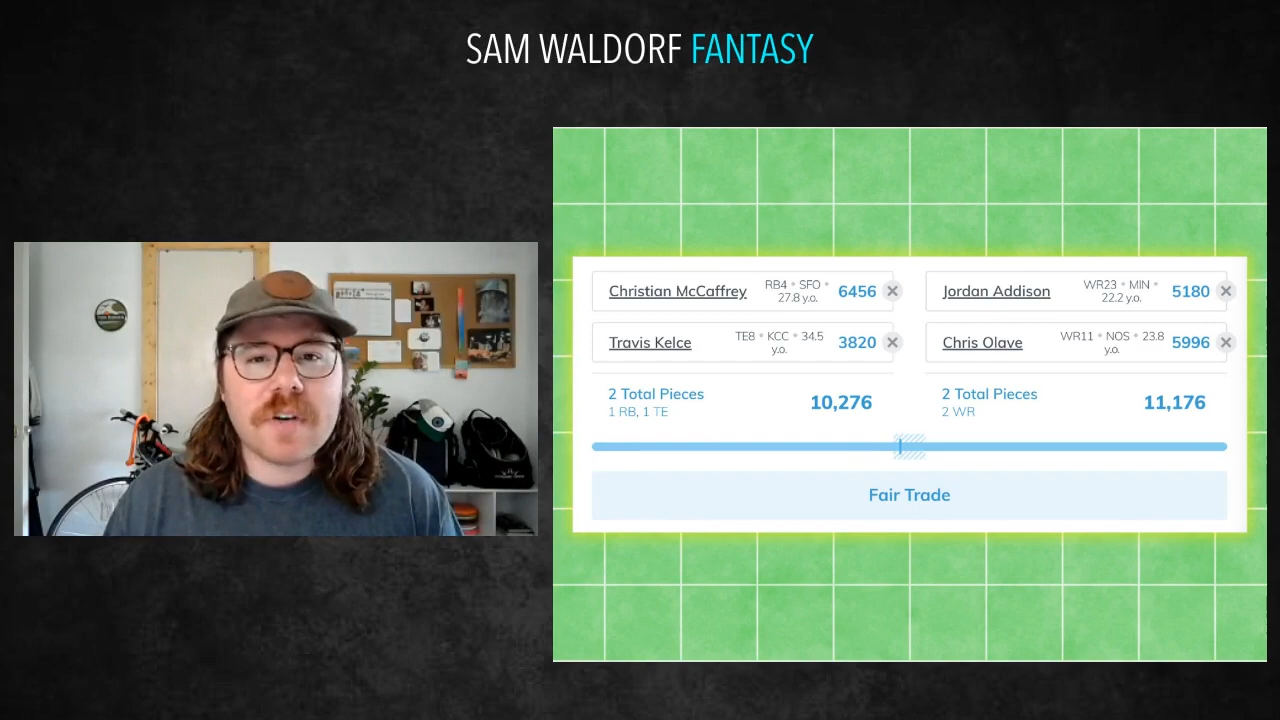 SAM WALDORF FANTASY
Christian McCaffrey
RB4 • SFO •
27.8 y.o.
6456
Travis Kelce
TE8 • KCC • 34.5
y.o.
3820
2 Total Pieces
1 RB, 1 TE
10,276
Jordan Addison
WR23 • MIN •
22.2 y.o.
5180
Chris Olave
WR11 • NOS • 23.8
y.o.
5996
2 Total Pieces
2 WR
11,176
Fair Trade